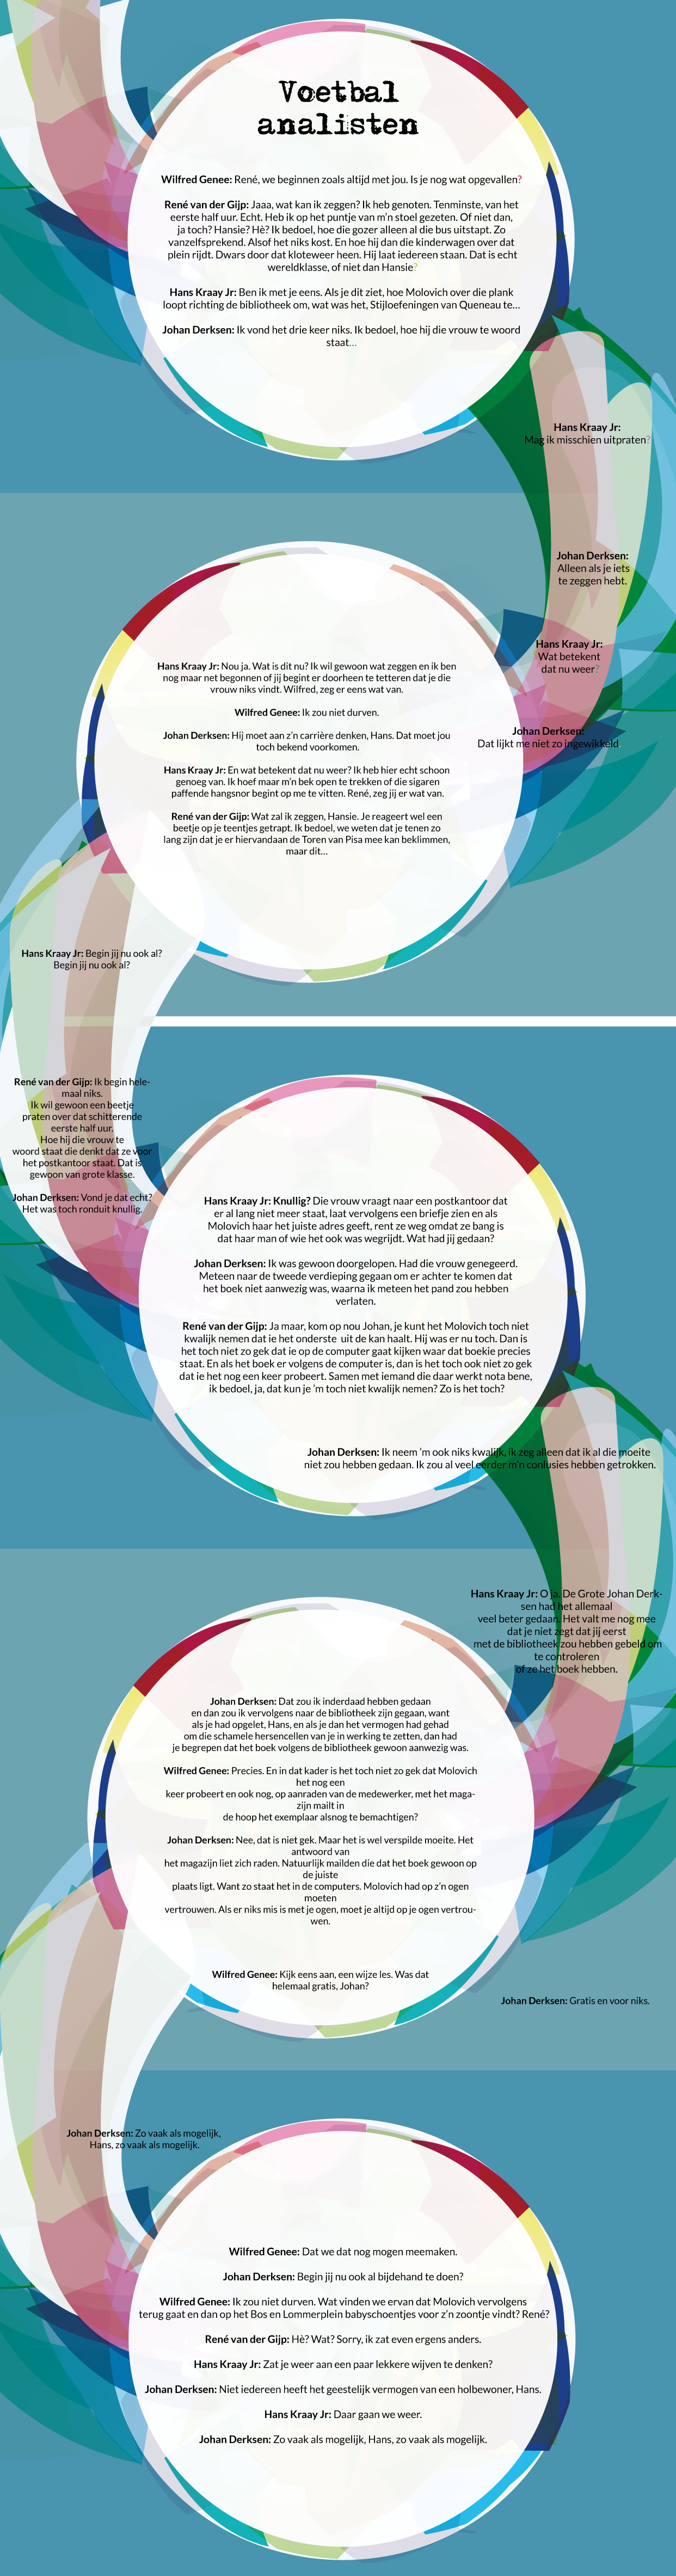 Voetbal
analisten
Wilfred Genee: René, we beginnen zoals altijd met jou. Is je nog wat opgevallen?
René van der Gijp: Jaaa, wat kan ik zeggen? Ik heb genoten. Tenminste, van het
eerste half uur. Echt. Heb ik op het puntje van m'n stoel gezeten. Of niet dan,
ja toch? Hansie? Hè? Ik bedoel, hoe die gozer alleen al die bus uitstapt. Zo
vanzelfsprekend. Alsof het niks kost. En hoe hij dan die kinderwagen over dat
plein rijdt. Dwars door dat kloteweer heen. Hij laat iedereen staan. Dat is echt
wereldklasse, of niet dan Hansie?
Hans Kraay Jr: Ben ik met je eens. Als je dit ziet, hoe Molovich over die plank
loopt richting de bibliotheek om, wat was het, Stijloefeningen van Queneau te...
Johan Derksen: Ik vond het drie keer niks. Ik bedoel, hoe hij die vrouw te woord
staat...
Hans Kraay Jr:
Mag ik misschien uitpraten?
Johan Derksen:
Alleen als je iets
te zeggen hebt.
Hans Kraay Jr:
Wat betekent
dat nu weer?
Johan Derksen:
Dat lijkt me niet zo ingewikkeld.
Hans Kraay Jr: Nou ja. Wat is dit nu? Ik wil gewoon wat zeggen en ik ben
nog maar net begonnen of jij begint er doorheen te tetteren dat je die
vrouw niks vindt. Wilfred, zeg er eens wat van.
Wilfred Genee: Ik zou niet durven.
Johan Derksen: Hij moet aan z'n carrière denken, Hans. Dat moet jou
toch bekend voorkomen.
Hans Kraay Jr: En wat betekent dat nu weer? Ik heb hier echt schoon
genoeg van. Ik hoef maar m'n bek open te trekken of die sigaren
paffende hangsnor begint op me te vitten. René, zeg jij er wat van.
René van der Gijp: Wat zal ik zeggen, Hansie. Je reageert wel een
beetje op je teentjes getrapt. Ik bedoel, we weten dat je tenen zo
lang zijn dat je er hiervandaan de Toren van Pisa mee kan beklimmen,
maar dit...
Hans Kraay Jr: Begin jij nu ook al?
Begin jij nu ook al?
René van der Gijp: Ik begin hele-
maal niks.
Ik wil gewoon een beetje
praten over dat schitterende
eerste half uur.
Hoe hij die vrouw te
woord staat die denkt dat ze voor
het postkantoor staat. Dat is
gewoon van grote klasse.
Johan Derksen: Vond je dat echt?
Het was toch ronduit knullig.
Hans Kraay Jr: Knullig? Die vrouw vraagt naar een postkantoor dat
er al lang niet meer staat, laat vervolgens een briefje zien en als
Molovich haar het juiste adres geeft, rent ze weg omdat ze bang is
dat haar man of wie het ook was wegrijdt. Wat had jij gedaan?
Johan Derksen: Ik was gewoon doorgelopen. Had die vrouw genegeerd.
Meteen naar de tweede verdieping gegaan om er achter te komen dat
het boek niet aanwezig was, waarna ik meteen het pand zou hebben
verlaten.
René van der Gijp: Ja maar, kom op nou Johan, je kunt het Molovich toch niet
kwalijk nemen dat ie het onderste uit de kan haalt. Hij was er nu toch. Dan is
het toch niet zo gek dat ie op de computer gaat kijken waar dat boekie precies
staat. En als het boek er volgens de computer is, dan is het toch ook niet zo gek
dat ie het nog een keer probeert. Samen met iemand die daar werkt nota bene,
ik bedoel, ja, dat kun je 'm toch niet kwalijk nemen? Zo is het toch?
Johan Derksen: Ik neem 'm ook niks kwalijk, ik zeg alleen dat ik al die moeite
niet zou hebben gedaan. Ik zou al veel eerder m'n conlusies hebben getrokken.
Hans Kraay Jr: O ja. De Grote Johan Derk-
sen had het allemaal
veel beter gedaan. Het valt me nog mee
dat je niet zegt dat jij eerst
met de bibliotheek zou hebben gebeld om
te controleren
of ze het boek hebben.
Johan Derksen: Dat zou ik inderdaad hebben gedaan
en dan zou ik vervolgens naar de bibliotheek zijn gegaan, want
als je had opgelet, Hans, en als je dan het vermogen had gehad
om die schamele hersencellen van je in werking te zetten, dan had
je begrepen dat het boek volgens de bibliotheek gewoon aanwezig was.
Wilfred Genee: Precies. En in dat kader is het toch niet zo gek dat Molovich
het nog een
keer probeert en ook nog, op aanraden van de medewerker, met het maga-
zijn mailt in
de hoop het exemplaar alsnog te bemachtigen?
Johan Derksen: Nee, dat is niet gek. Maar het is wel verspilde moeite. Het
antwoord van
het magazijn liet zich raden. Natuurlijk mailden die dat het boek gewoon op
de juiste
plaats ligt. Want zo staat het in de computers. Molovich had op z'n ogen
moeten
vertrouwen. Als er niks mis is met je ogen, moet je altijd op je ogen vertrou-
wen.
Wilfred Genee: Kijk eens aan, een wijze les. Was dat
helemaal gratis, Johan?
Johan Derksen: Gratis en voor niks.
Johan Derksen: Zo vaak als mogelijk,
Hans, zo vaak als mogelijk.
Wilfred Genee: Dat we dat nog mogen meemaken.
Johan Derksen: Begin jij nu ook al bijdehand te doen?
Wilfred Genee: Ik zou niet durven. Wat vinden we ervan dat Molovich vervolgens
terug gaat en dan op het Bos en Lommerplein babyschoentjes voor z'n zoontje vindt? René?
René van der Gijp: Hè? Wat? Sorry, ik zat even ergens anders.
Hans Kraay Jr: Zat je weer aan een paar lekkere wijven te denken?
Johan Derksen: Niet iedereen heeft het geestelijk vermogen van een holbewoner, Hans.
Hans Kraay Jr: Daar gaan we weer.
Johan Derksen: Zo vaak als mogelijk, Hans, zo vaak als mogelijk.